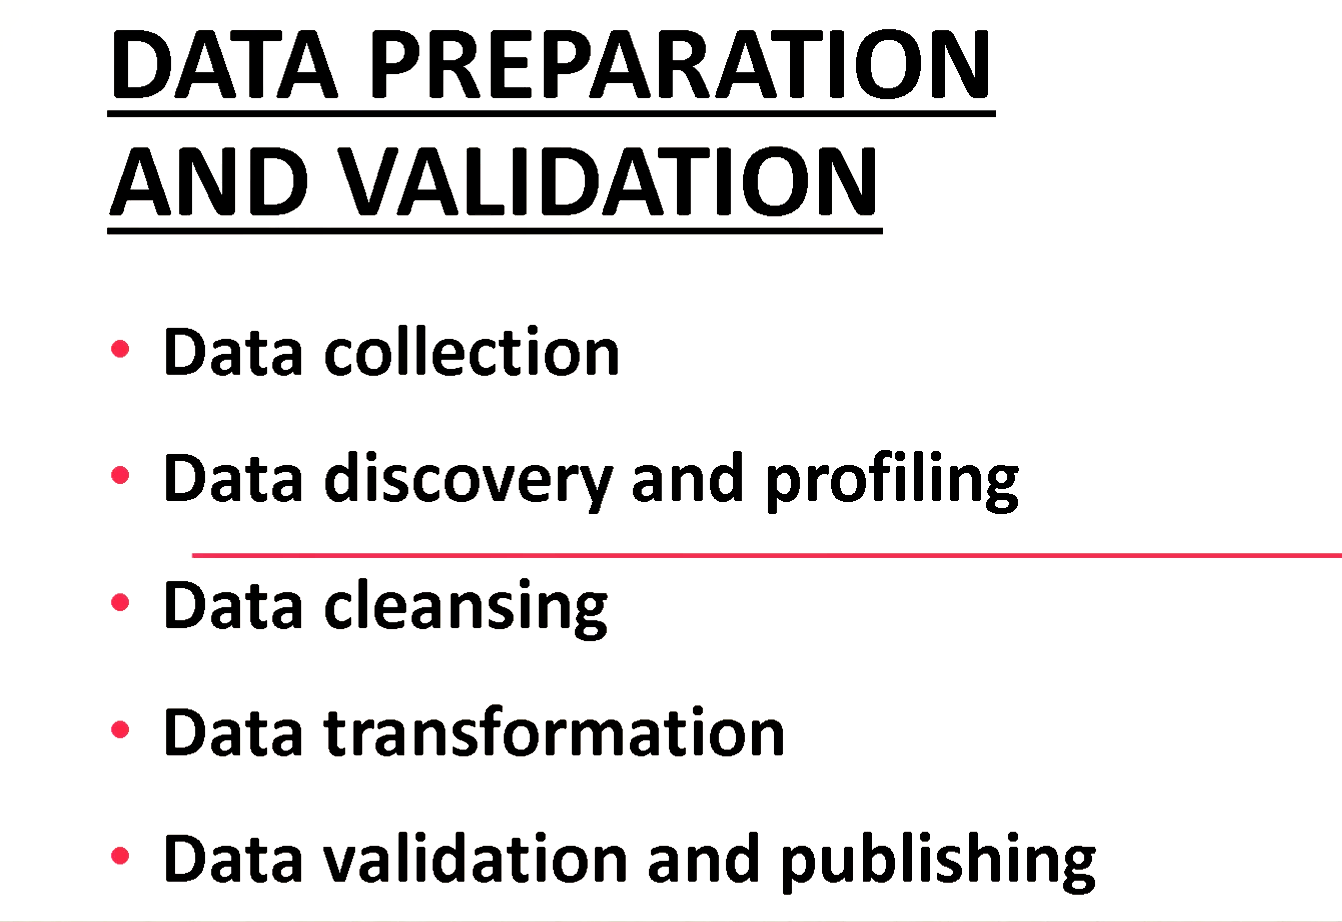 DATA PREPARATION
AND VALIDATION
• Data collection
• Data discovery and profiling
• Data cleansing
• Data transformation
• Data validation and publishing